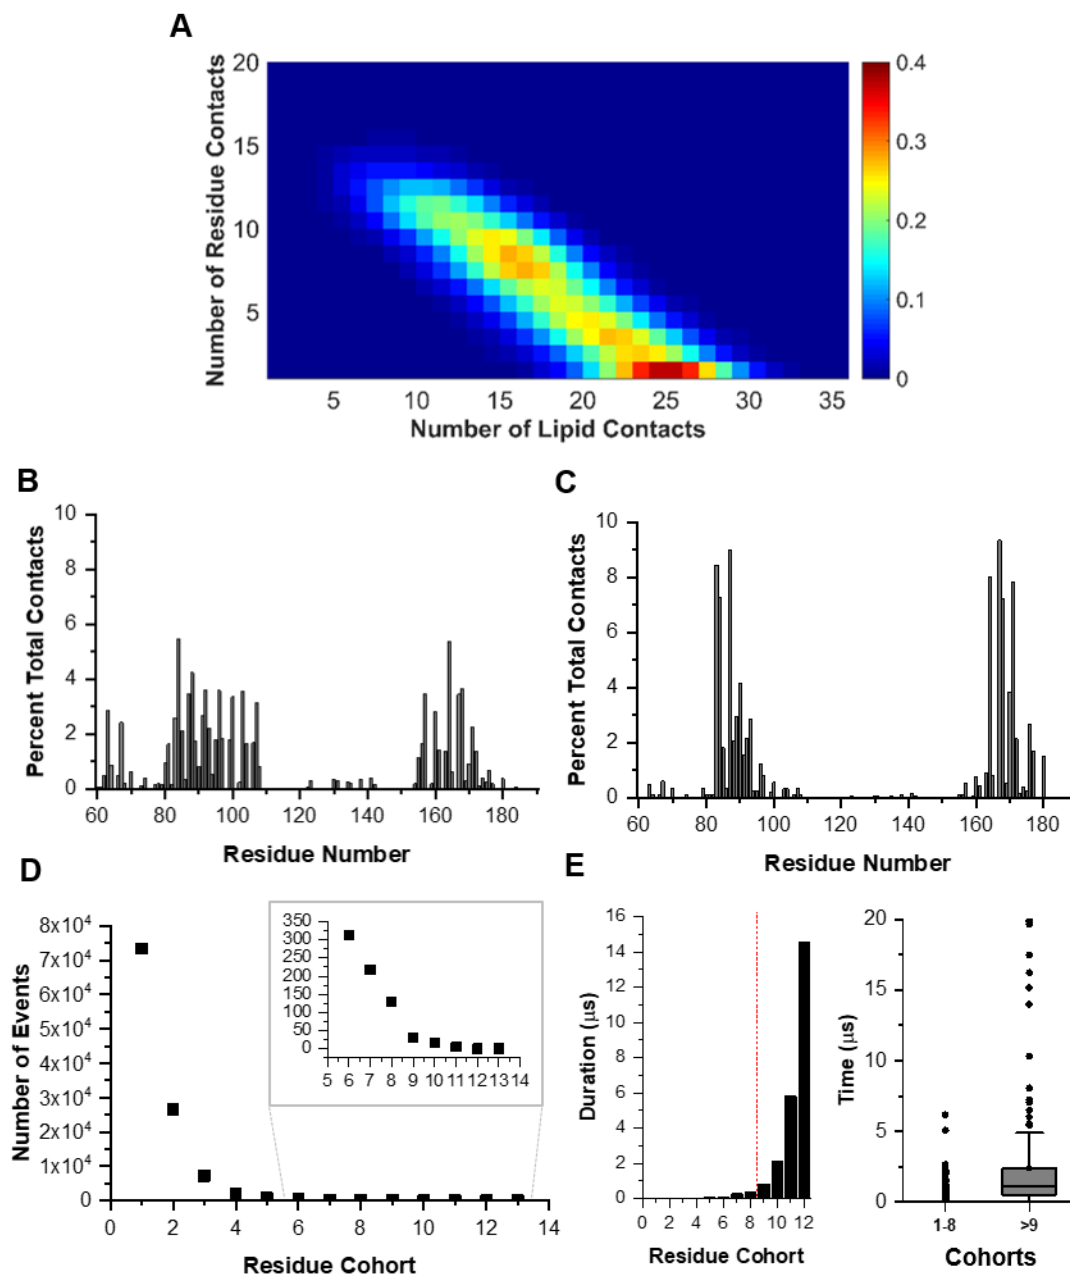 A
Number of Residue Contacts
20
15
10
5
5 10 15 20 25 30 35
Number of Lipid Contacts
0.4
0.3
0.2
0.1
0
B
Percent Total Contacts
10
8
6
4
2
0
60 80 100 120 140 160 180
Residue Number
C
Percent Total Contacts
10
8
6
4
2
0
60 80 100 120 140 160 180
Residue Number
D
Number of Events
8x10⁴
7x10⁴
6x10⁴
5x10⁴
4x10⁴
3x10⁴
2x10⁴
1x10⁴
0
0 2 4 6 8 10 12 14
Residue Cohort
350
300
250
200
150
100
50
0
5 6 7 8 9 10 11 12 13 14
E
Duration (µs)
16
14
12
10
8
6
4
2
0
0 2 4 6 8 10 12
Residue Cohort
Time (µs)
20
15
10
5
0
1-8 >9
Cohorts